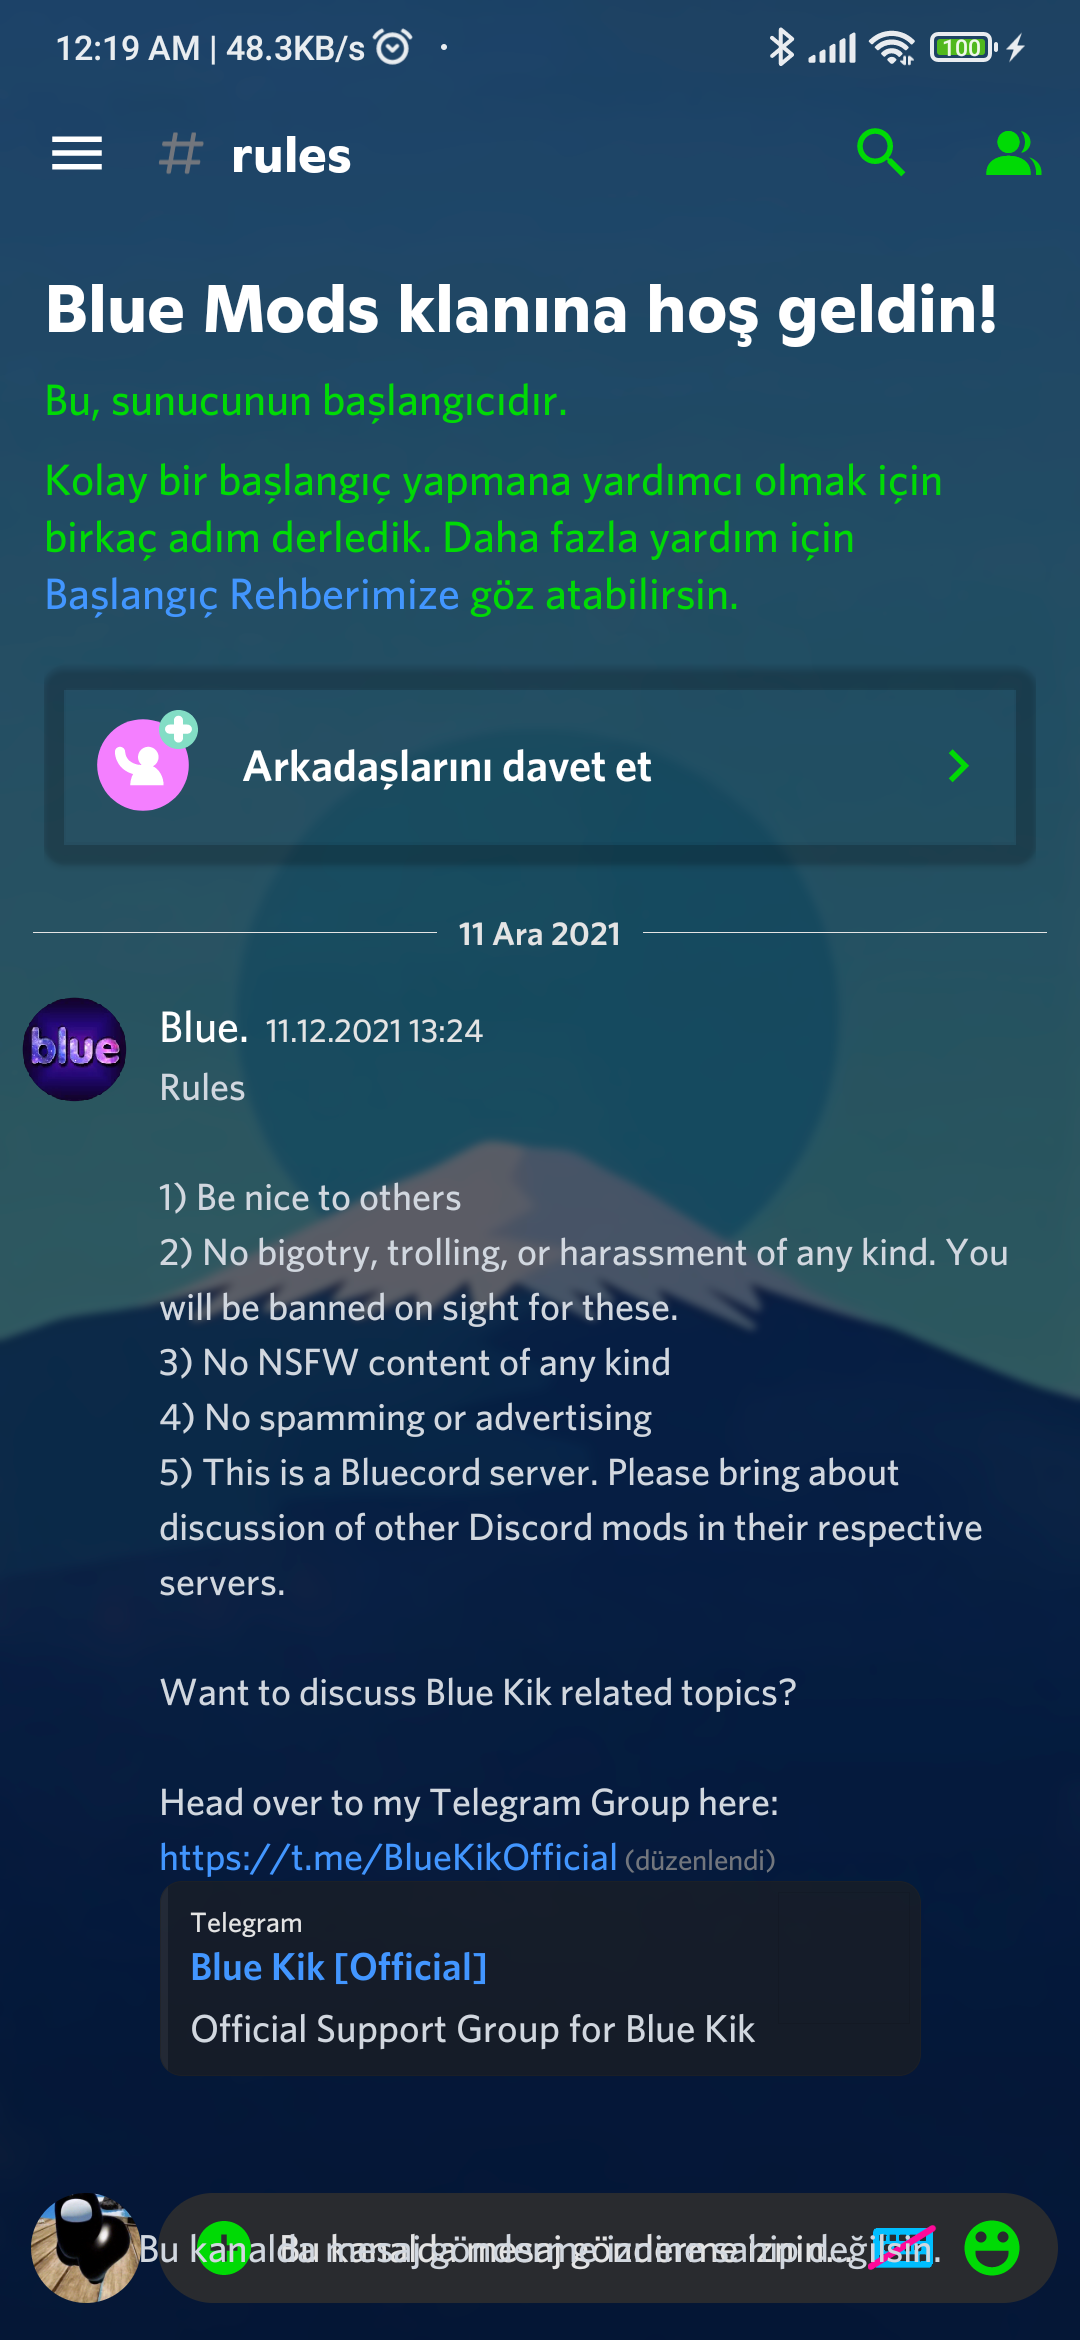 12:19 AM | 48.3KB/s
100
# rules
Blue Mods klanına hoş geldin!
Bu, sunucunun başlangıcıdır.
Kolay bir başlangıç yapmana yardımcı olmak için
birkaç adım derledik. Daha fazla yardım için
Başlangıç Rehberimize göz atabilirsin.
Arkadaşlarını davet et
11 Ara 2021
blue
Blue. 11.12.2021 13:24
Rules
1) Be nice to others
2) No bigotry, trolling, or harassment of any kind. You
will be banned on sight for these.
3) No NSFW content of any kind
4) No spamming or advertising
5) This is a Bluecord server. Please bring about
discussion of other Discord mods in their respective
servers.
Want to discuss Blue Kik related topics?
Head over to my Telegram Group here:
https://t.me/BlueKikOfficial (düzenlendi)
Telegram
Blue Kik [Official]
Official Support Group for Blue Kik
Bu kanalda